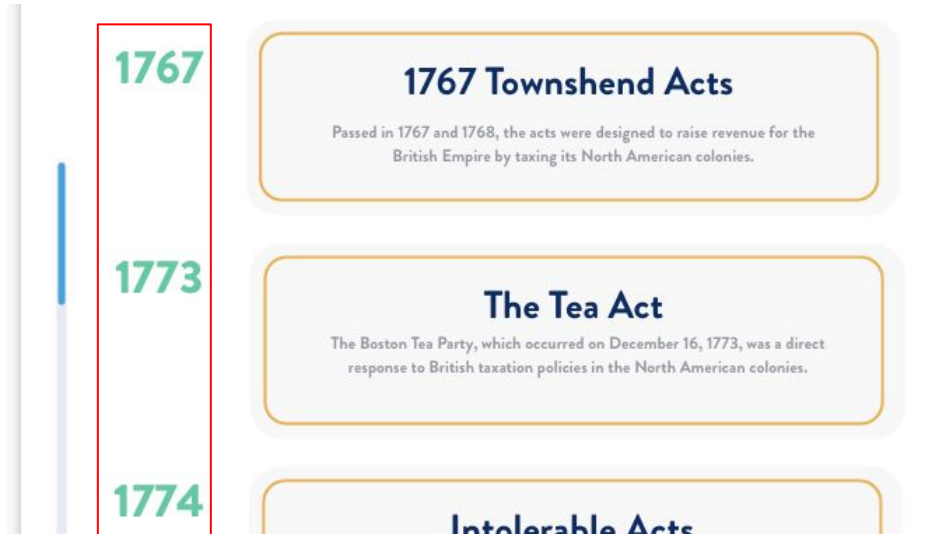 1767
1767 Townshend Acts
Passed in 1767 and 1768, the acts were designed to raise revenue for the
British Empire by taxing its North American colonies.
1773
The Tea Act
The Boston Tea Party, which occurred on December 16, 1773, was a direct
response to British taxation policies in the North American colonies.
1774
Intolerable Acts